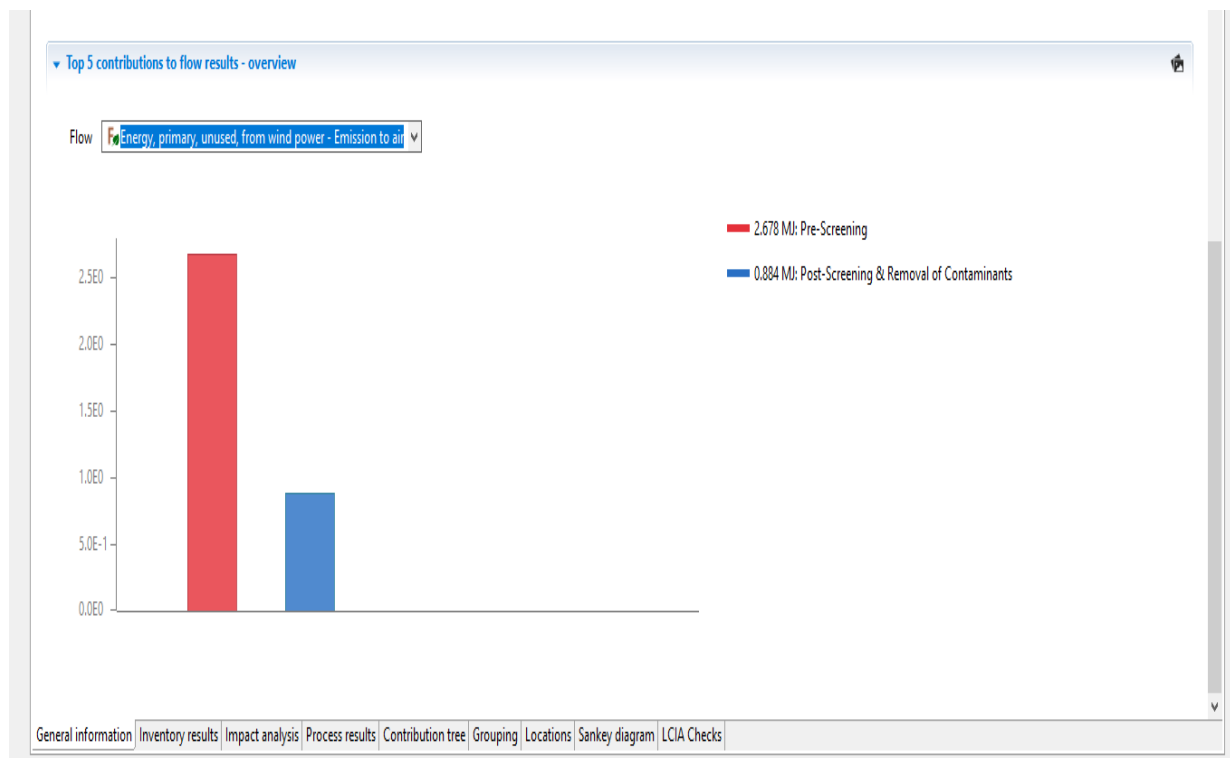 Top 5 contributions to flow results - overview
Flow Energy, primary, unused, from wind power - Emission to air
2.678 MJ: Pre-Screening
0.884 MJ: Post-Screening & Removal of Contaminants
2.5E0
2.0E0
1.5E0
1.0E0
5.0E-1
0.0E0
General information Inventory results Impact analysis Process results Contribution tree Grouping Locations Sankey diagram LCIA Checks